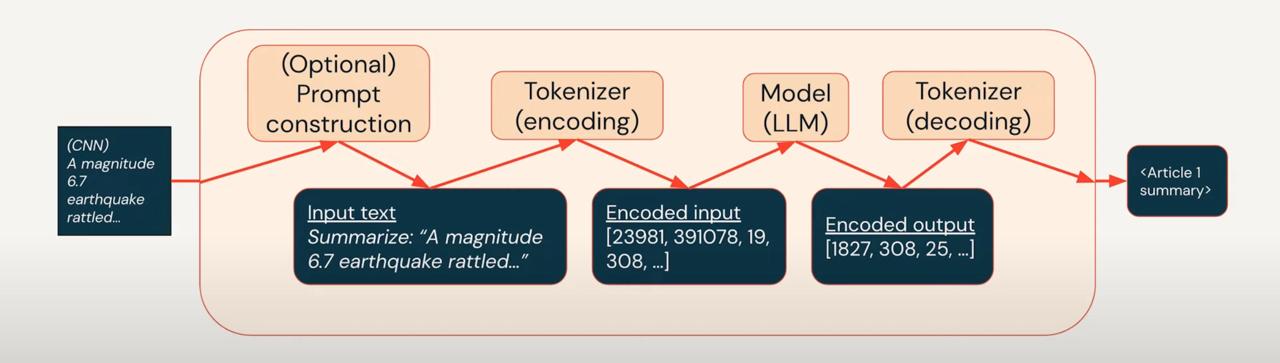 (CNN)
A magnitude
6.7
earthquake
rattled...
(Optional)
Prompt
construction
Input text
Summarize: “A magnitude
6.7 earthquake rattled...”
Tokenizer
(encoding)
Encoded input
[23981, 391078, 19,
308, ...]
Model
(LLM)
Encoded output
[1827, 308, 25, ...]
Tokenizer
(decoding)
<Article 1
summary>